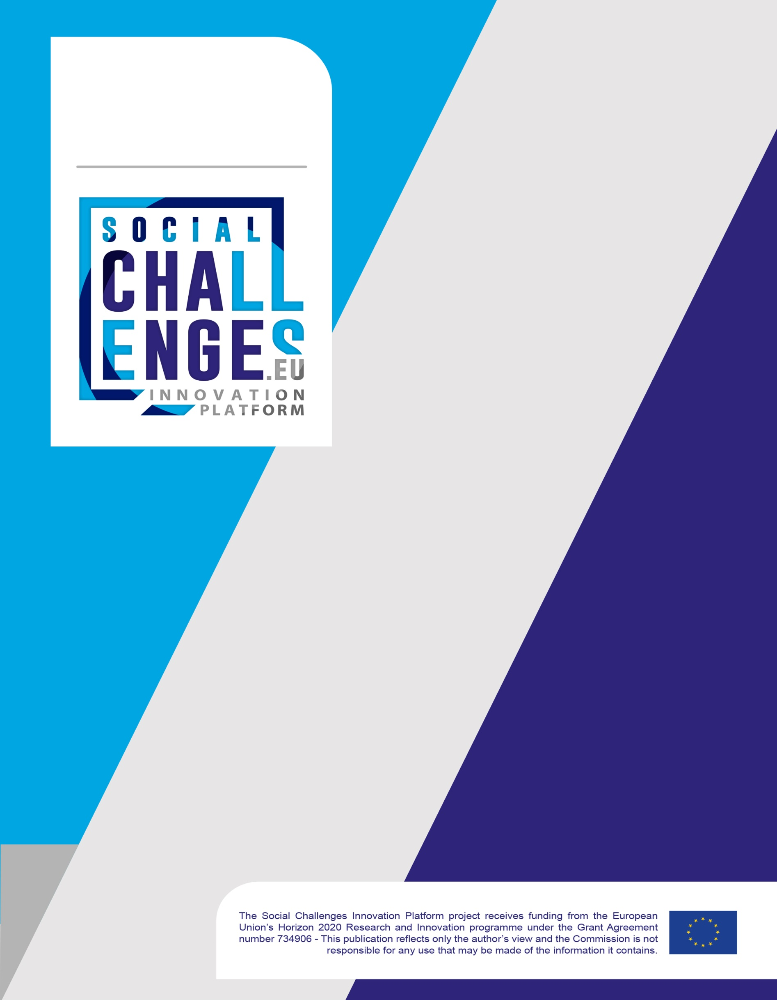 SOCIAL
CHALL
ENGES
.EU
INNOVATION
PLATFORM
The Social Challenges Innovation Platform project receives funding from the European
Union’s Horizon 2020 Research and Innovation programme under the Grant Agreement
number 734906 - This publication reflects only the author’s view and the Commission is not
responsible for any use that may be made of the information it contains.